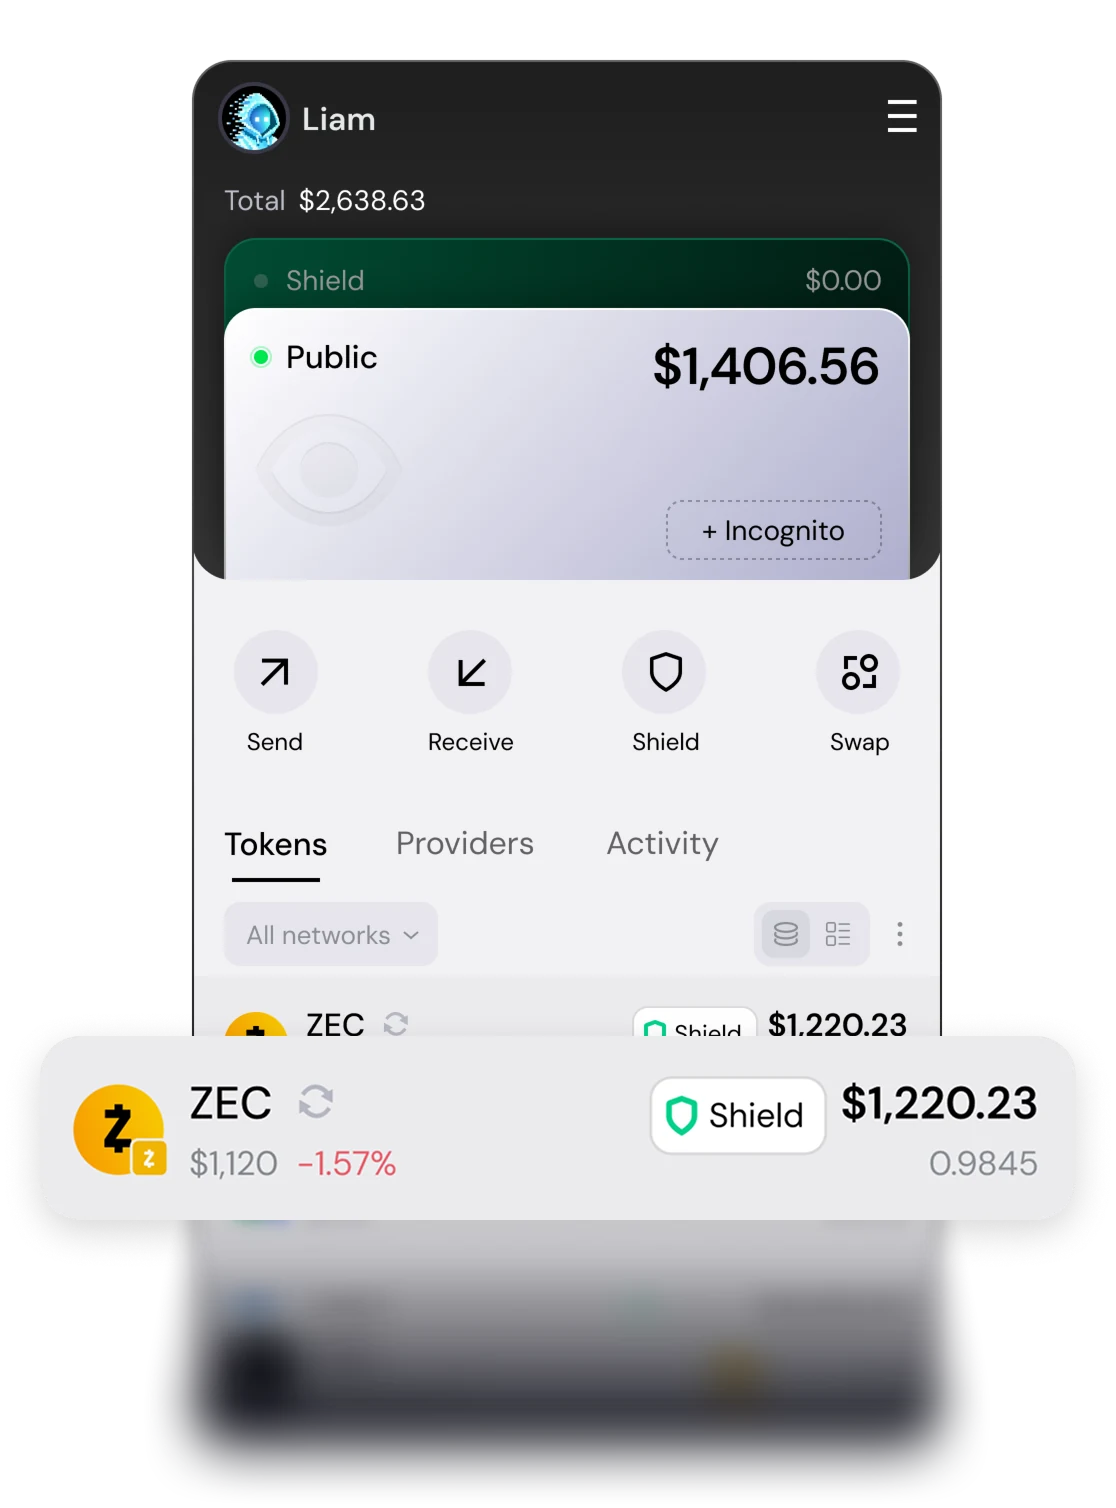 Liam
Total $2,638.63
Shield $0.00
Public $1,406.56
+ Incognito
Send Receive Shield Swap
Tokens Providers Activity
All networks
ZEC Shield $1,220.23
ZEC Shield $1,220.23
$1,120 -1.57% 0.9845